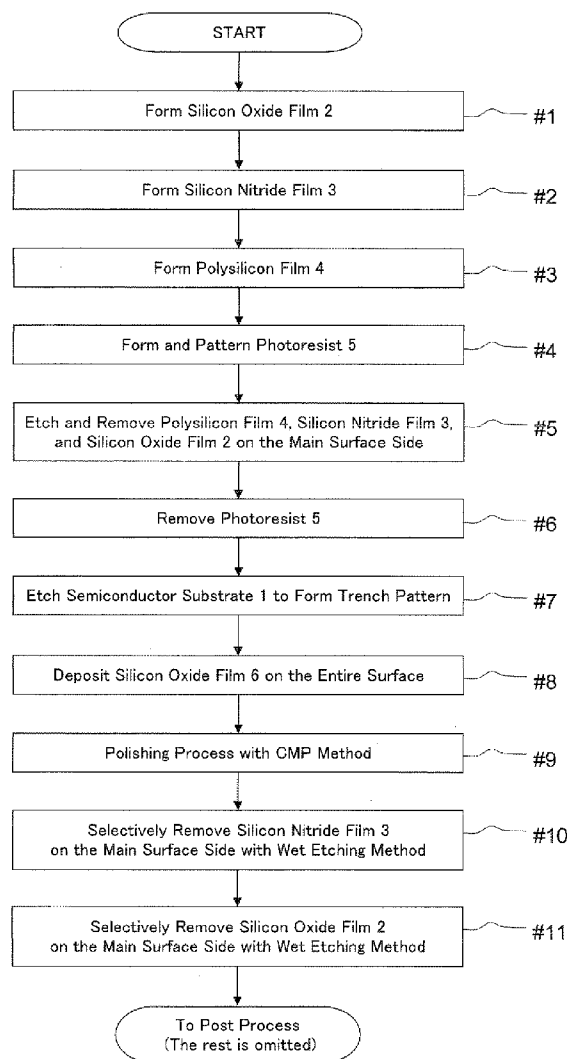 START
Form Silicon Oxide Film 2
#1
Form Silicon Nitride Film 3
#2
Form Polysilicon Film 4
#3
Form and Pattern Photoresist 5
#4
Etch and Remove Polysilicon Film 4, Silicon Nitride Film 3,
and Silicon Oxide Film 2 on the Main Surface Side
#5
Remove Photoresist 5
#6
Etch Semiconductor Substrate 1 to Form Trench Pattern
#7
Deposit Silicon Oxide Film 6 on the Entire Surface
#8
Polishing Process with CMP Method
#9
Selectively Remove Silicon Nitride Film 3
on the Main Surface Side with Wet Etching Method
#10
Selectively Remove Silicon Oxide Film 2
on the Main Surface Side with Wet Etching Method
#11
To Post Process
(The rest is omitted)